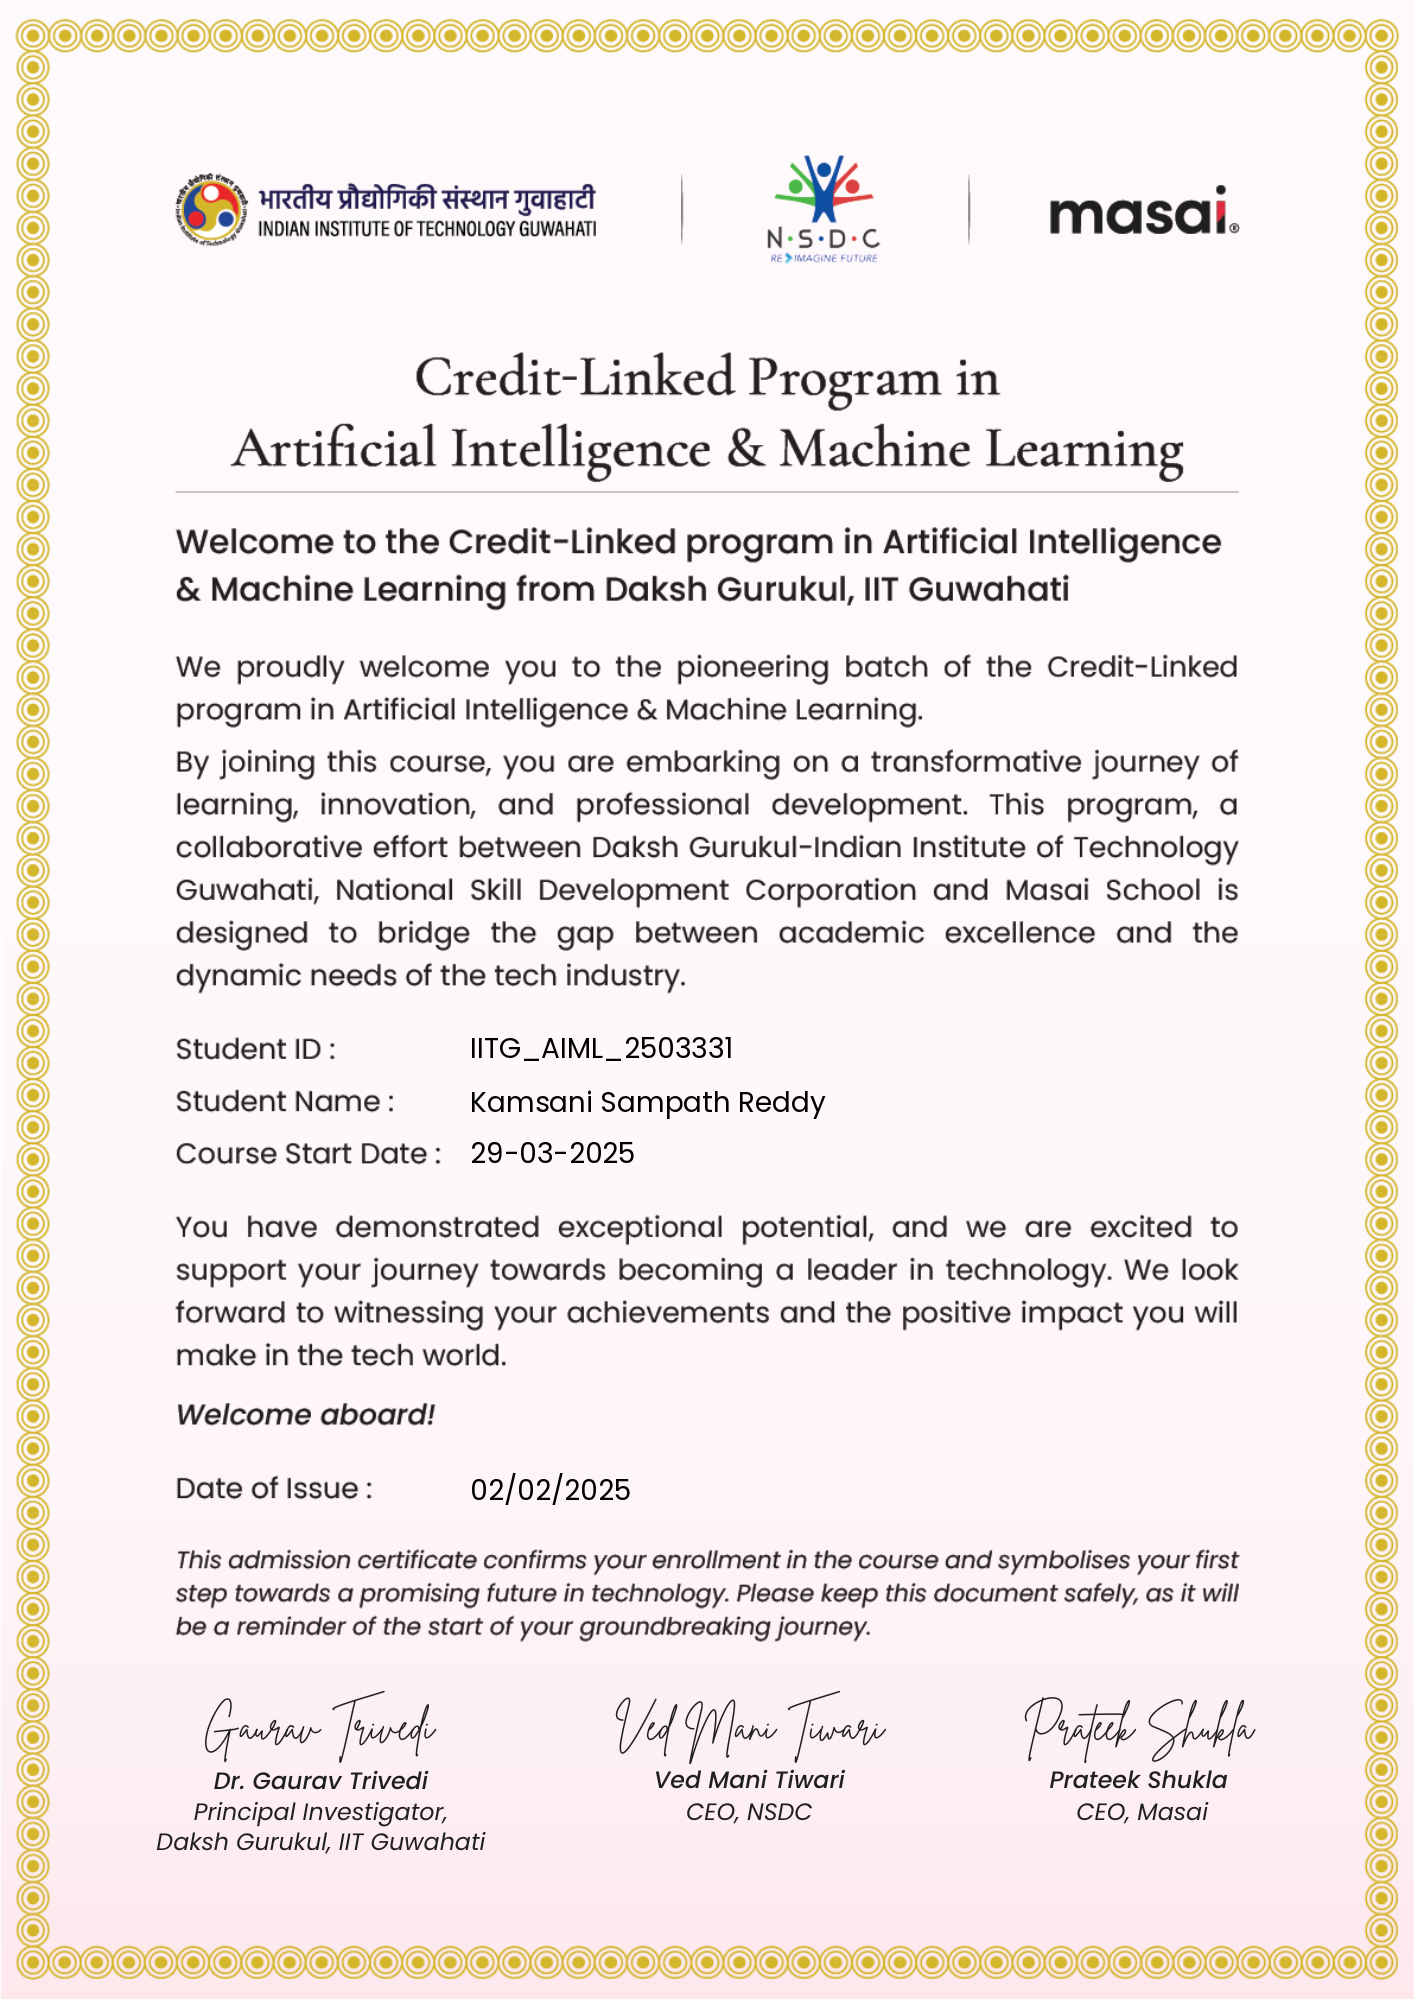 भारतीय प्रौद्योगिकी संस्थान गुवाहाटी
INDIAN INSTITUTE OF TECHNOLOGY GUWAHATI
N·S·D·C
RE IMAGINE FUTURE
masai®
Credit-Linked Program in
Artificial Intelligence & Machine Learning
Welcome to the Credit-Linked program in Artificial Intelligence
& Machine Learning from Daksh Gurukul, IIT Guwahati
We proudly welcome you to the pioneering batch of the Credit-Linked
program in Artificial Intelligence & Machine Learning.
By joining this course, you are embarking on a transformative journey of
learning, innovation, and professional development. This program, a
collaborative effort between Daksh Gurukul-Indian Institute of Technology
Guwahati, National Skill Development Corporation and Masai School is
designed to bridge the gap between academic excellence and the
dynamic needs of the tech industry.
Student ID : IITG_AIML_2503331
Student Name : Kamsani Sampath Reddy
Course Start Date : 29-03-2025
You have demonstrated exceptional potential, and we are excited to
support your journey towards becoming a leader in technology. We look
forward to witnessing your achievements and the positive impact you will
make in the tech world.
Welcome aboard!
Date of Issue : 02/02/2025
This admission certificate confirms your enrollment in the course and symbolises your first
step towards a promising future in technology. Please keep this document safely, as it will
be a reminder of the start of your groundbreaking journey.
Gaurav Trivedi
Dr. Gaurav Trivedi
Principal Investigator,
Daksh Gurukul, IIT Guwahati
Ved Mani Tiwari
Ved Mani Tiwari
CEO, NSDC
Prateek Shukla
Prateek Shukla
CEO, Masai